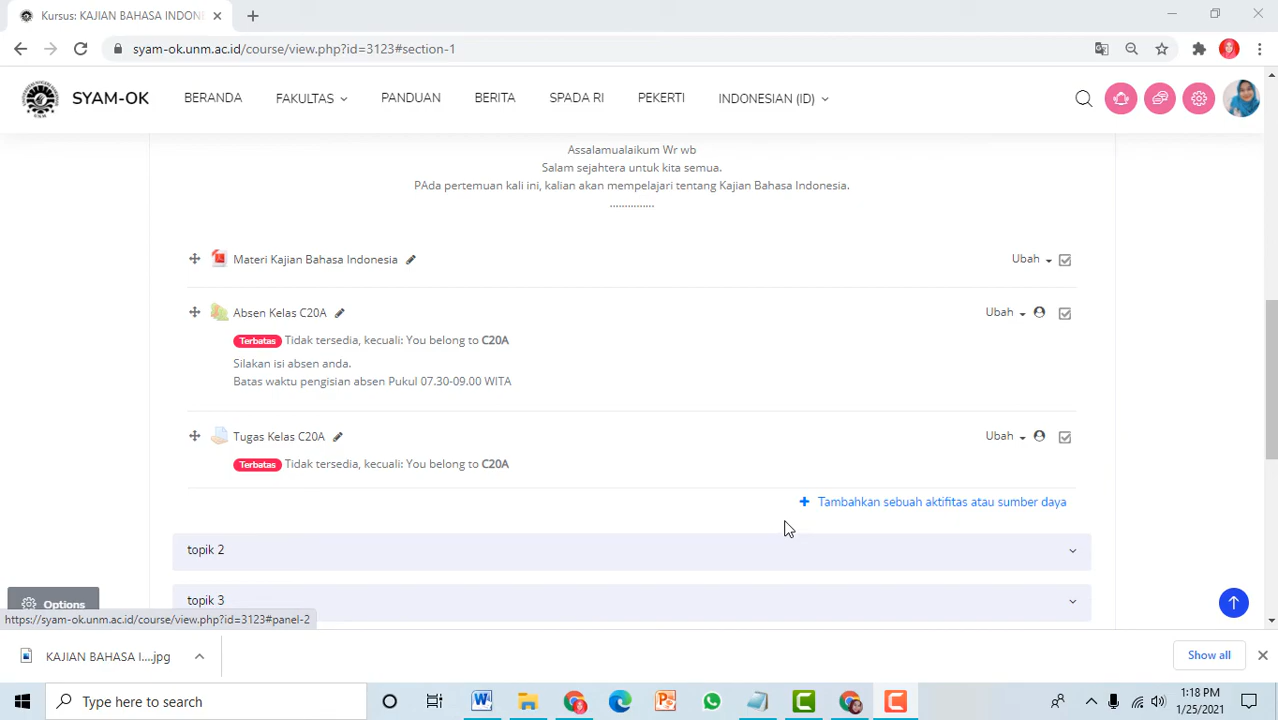 Kursus: KAJIAN BAHASA INDONE
syam-ok.unm.ac.id/course/view.php?id=3123#section-1
SYAM-OK
BERANDA
FAKULTAS
PANDUAN
BERITA
SPADA RI
PEKERTI
INDONESIAN (ID)
Assalamualaikum Wr wb
Salam sejahtera untuk kita semua.
PAda pertemuan kali ini, kalian akan mempelajari tentang Kajian Bahasa Indonesia.
...............
Materi Kajian Bahasa Indonesia
Ubah
Absen Kelas C20A
Ubah
Terbatas Tidak tersedia, kecuali: You belong to C20A
Silakan isi absen anda.
Batas waktu pengisian absen Pukul 07.30-09.00 WITA
Tugas Kelas C20A
Ubah
Terbatas Tidak tersedia, kecuali: You belong to C20A
+ Tambahkan sebuah aktifitas atau sumber daya
topik 2
topik 3
Options
https://syam-ok.unm.ac.id/course/view.php?id=3123#panel-2
KAJIAN BAHASA I....jpg
Show all
Type here to search
1:18 PM
1/25/2021